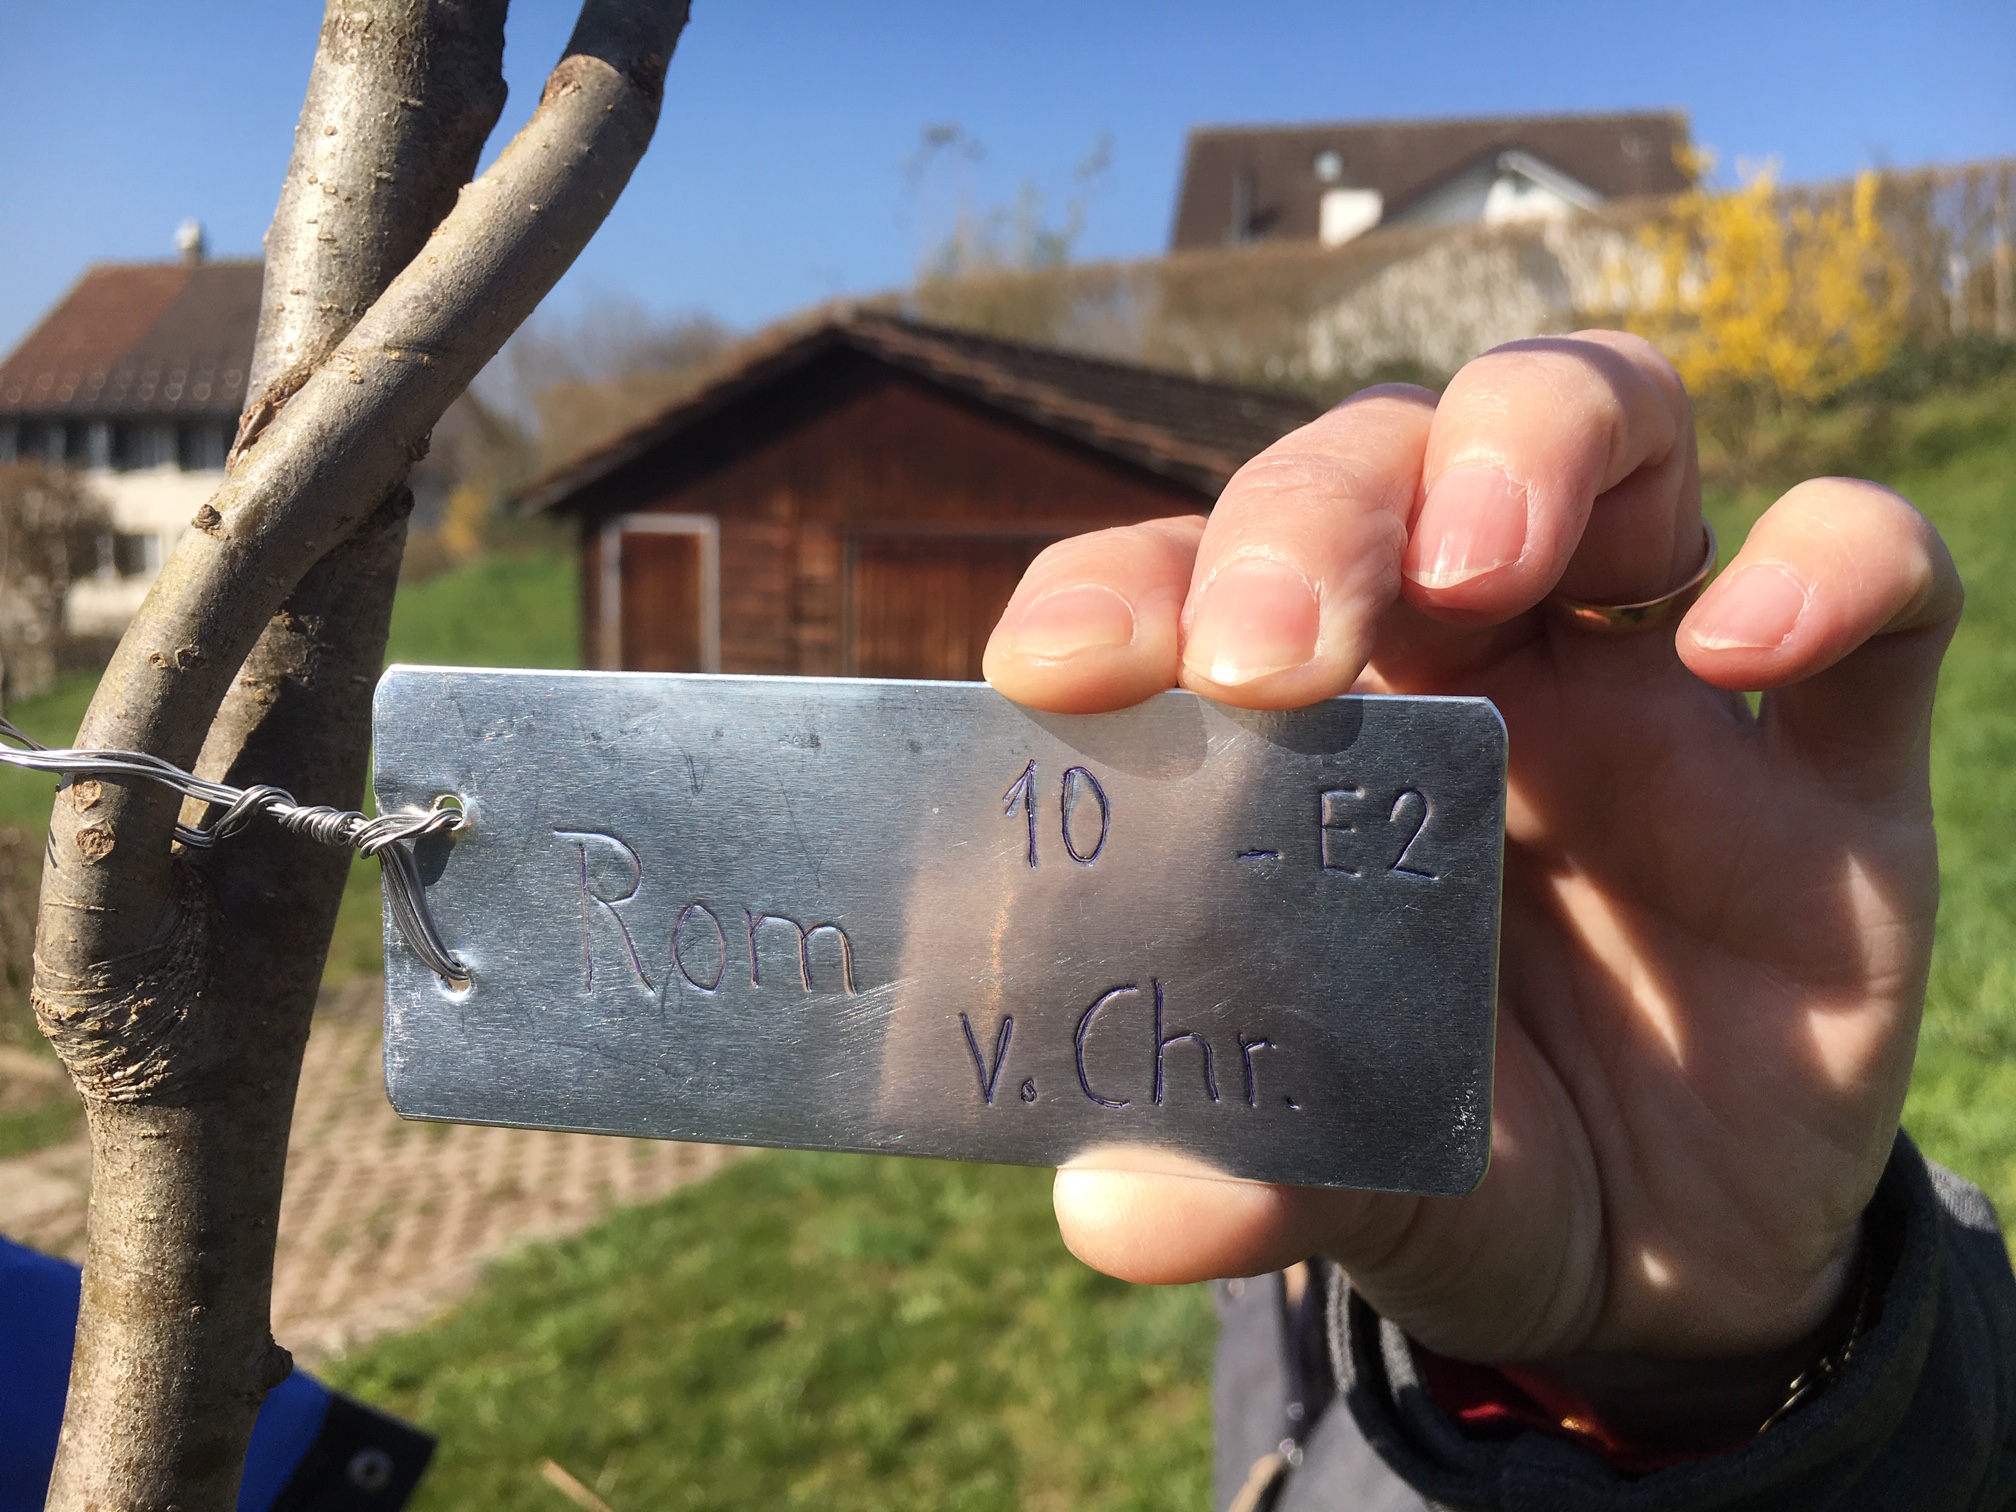 10 - E2
Rom
v. Chr.